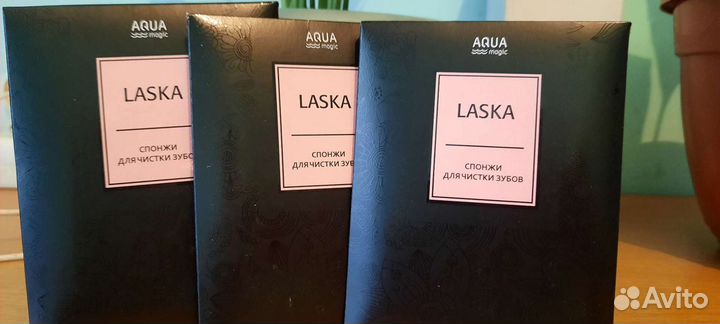 AQUA
magic
LASKA
СПОНЖИ
ДЛЯ ЧИСТКИ ЗУБОВ
AQUA
magic
LASKA
СПОНЖИ
ДЛЯ ЧИСТКИ ЗУБОВ
AQUA
magic
LASKA
СПОНЖИ
ДЛЯ ЧИСТКИ ЗУБОВ
Avito